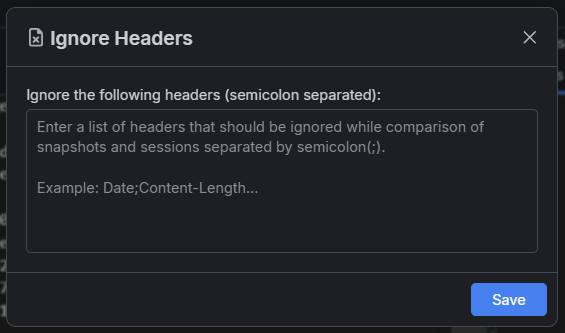 Ignore Headers
Ignore the following headers (semicolon separated):
Enter a list of headers that should be ignored while comparison of
snapshots and sessions separated by semicolon(;).
Example: Date;Content-Length...
Save